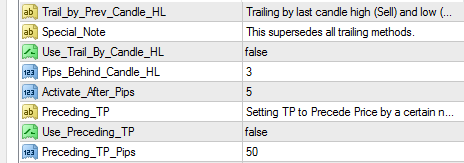 Trail_by_Prev_Candle_HL Trailing by last candle high (Sell) and low (...
Special_Note This supersedes all trailing methods.
Use_Trail_By_Candle_HL false
Pips_Behind_Candle_HL 3
Activate_After_Pips 5
Preceding_TP Setting TP to Precede Price by a certain n...
Use_Preceding_TP false
Preceding_TP_Pips 50